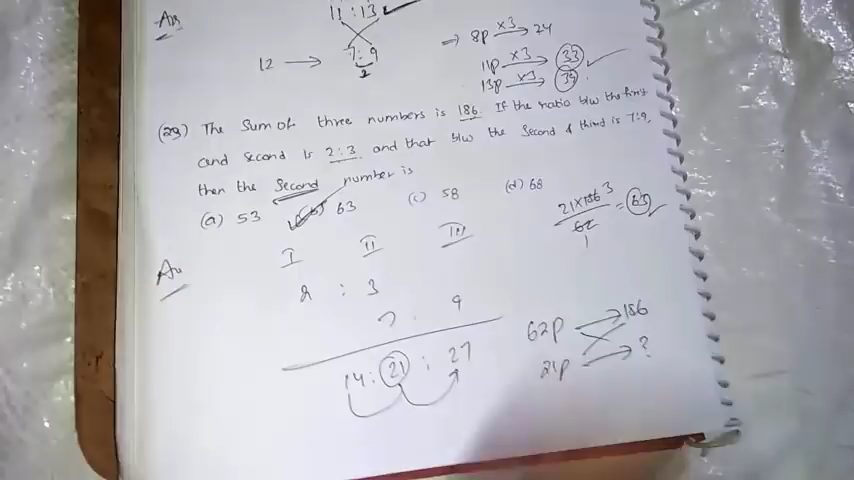 Ans
11 : 13
12 → 7 : 9
2
⇒ 8p ×3→ 24
11p ×3→ 33
13p ×3→ 39
(29) The Sum of three numbers is 186. If the ratio b/w the first
and second is 2:3 and that b/w the Second & third is 7:9,
then the Second number is
(a) 53 (b) 63 (c) 58 (d) 68
21×186 3 / 62 1 = 63
I II III
2 : 3
7 : 9
14 : 21 : 27
62p → 186
21p → ?